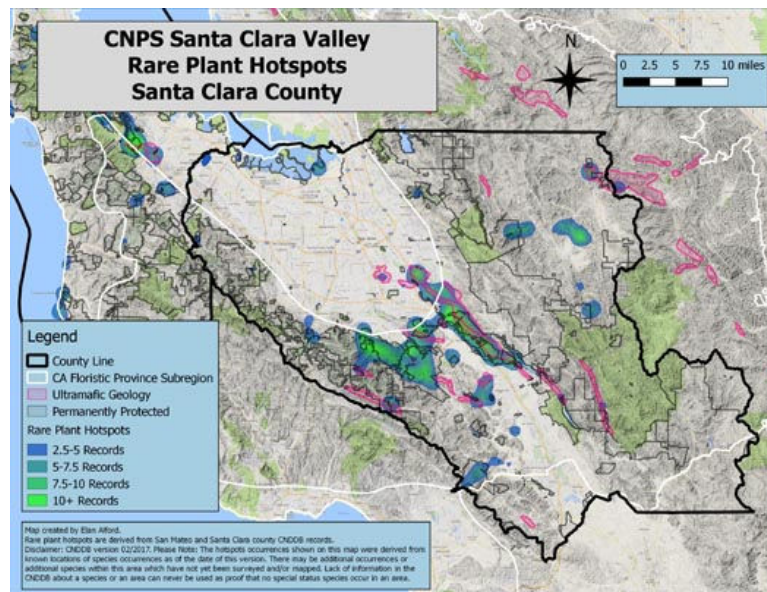 CNPS Santa Clara Valley
Rare Plant Hotspots
Santa Clara County
N
0 2.5 5 7.5 10 miles
Legend
County Line
CA Floristic Province Subregion
Ultramafic Geology
Permanently Protected
Rare Plant Hotspots
2.5-5 Records
5-7.5 Records
7.5-10 Records
10+ Records
Map created by Elan Alford.
Rare plant hotspots are derived from San Mateo and Santa Clara county CNDDB records.
Disclaimer: CNDDB version 02/2017. Please Note: The hotspots occurrences shown on this map were derived from
known locations of species occurrences as of the date of this version. There may be additional occurrences or
additional species within this area which have not yet been surveyed and/or mapped. Lack of information in the
CNDDB about a species or an area can never be used as proof that no special status species occur in an area.